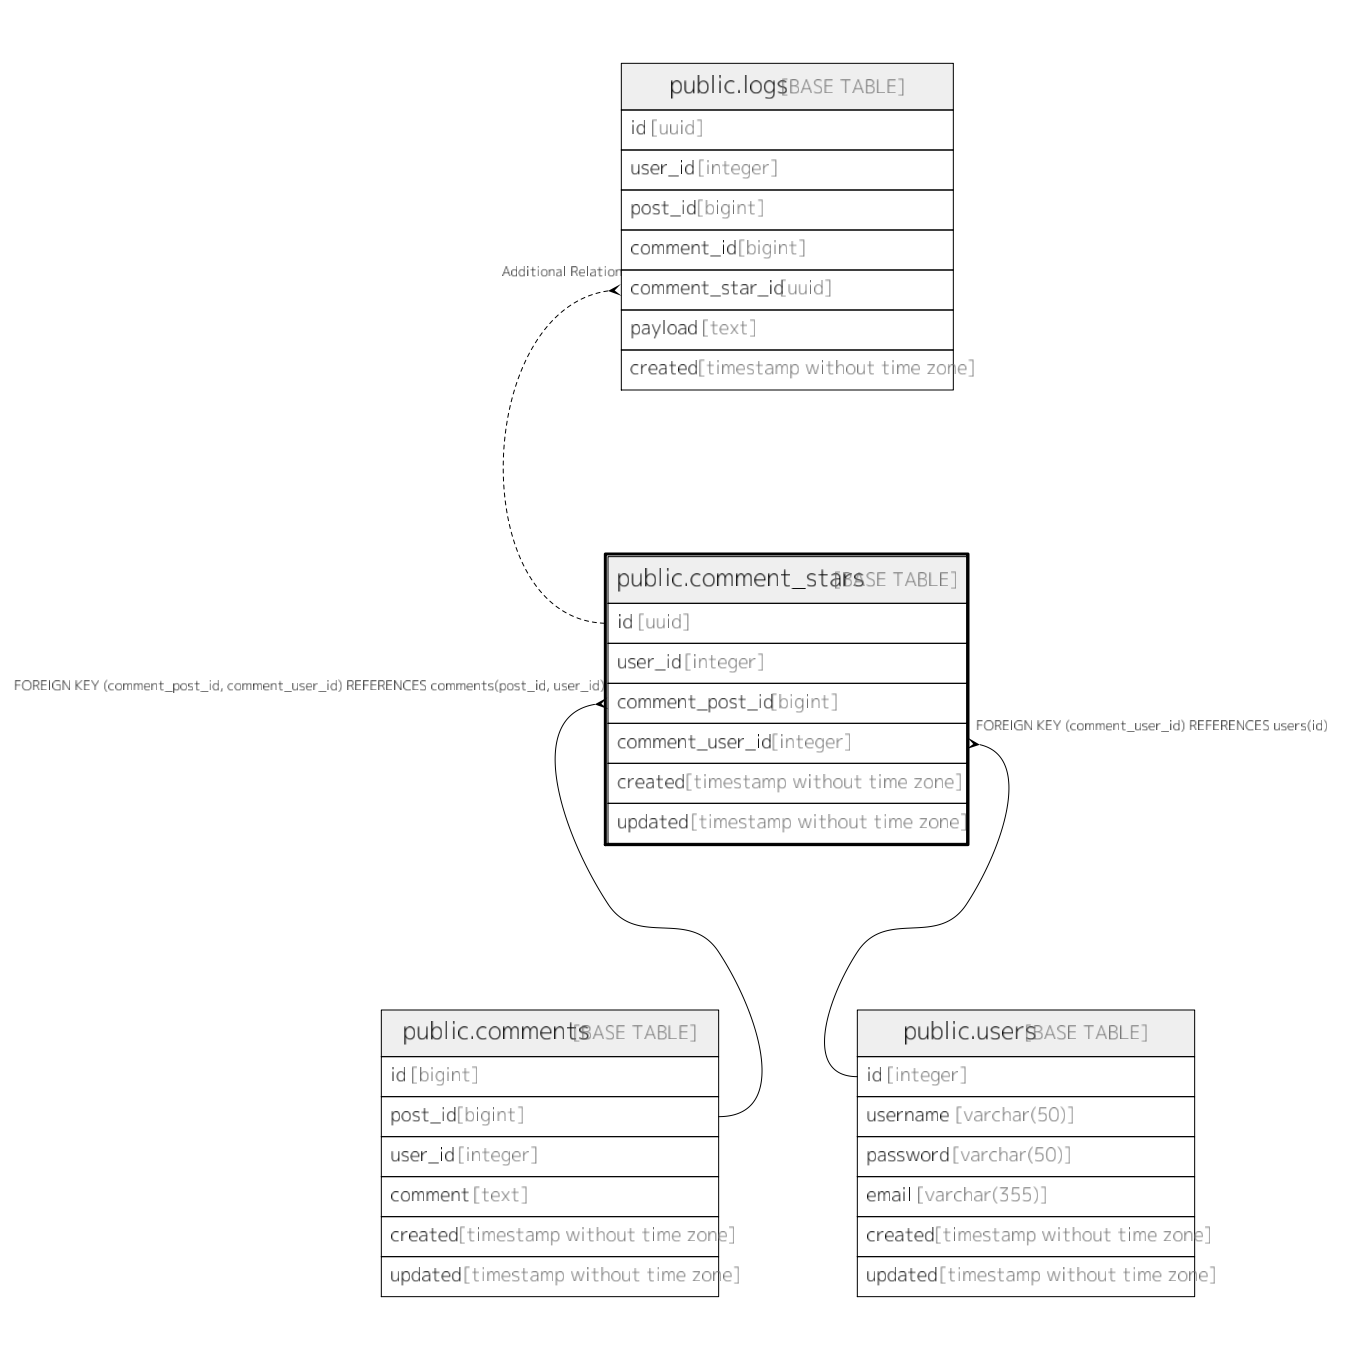 public.logs [BASE TABLE]
id [uuid]
user_id [integer]
post_id [bigint]
comment_id [bigint]
Additional Relation
comment_star_id [uuid]
payload [text]
created [timestamp without time zone]
public.comment_stars [BASE TABLE]
id [uuid]
user_id [integer]
FOREIGN KEY (comment_post_id, comment_user_id) REFERENCES comments(post_id, user_id)
comment_post_id [bigint]
FOREIGN KEY (comment_user_id) REFERENCES users(id)
comment_user_id [integer]
created [timestamp without time zone]
updated [timestamp without time zone]
public.comments [BASE TABLE]
id [bigint]
post_id [bigint]
user_id [integer]
comment [text]
created [timestamp without time zone]
updated [timestamp without time zone]
public.users [BASE TABLE]
id [integer]
username [varchar(50)]
password [varchar(50)]
email [varchar(355)]
created [timestamp without time zone]
updated [timestamp without time zone]